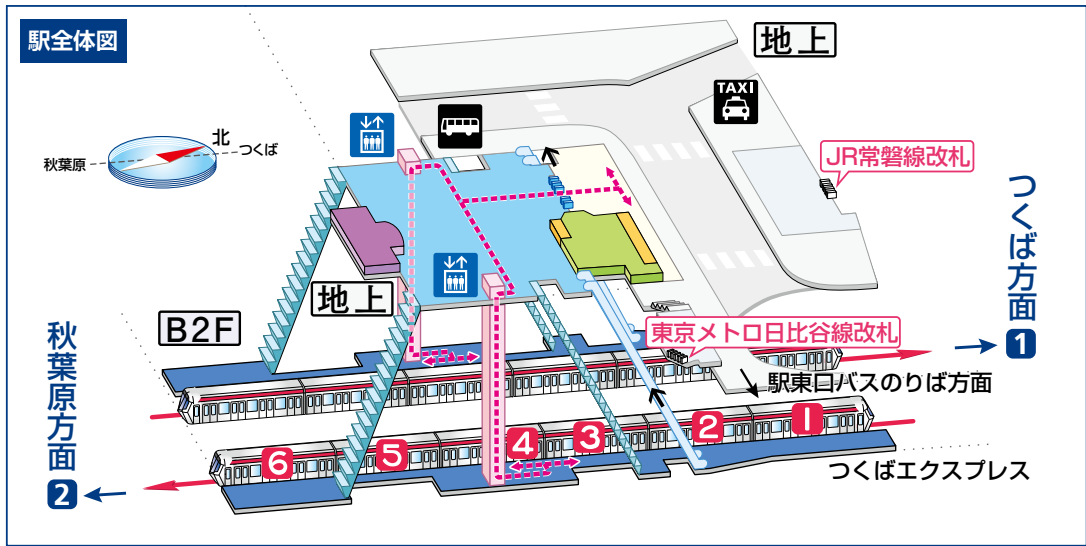 駅全体図
地上
TAXI
北
つくば
秋葉原
JR常磐線改札
つくば方面
1
地上
B2F
東京メトロ日比谷線改札
駅東口バスのりば方面
秋葉原方面
2
6
5
4
3
2
1
つくばエクスプレス